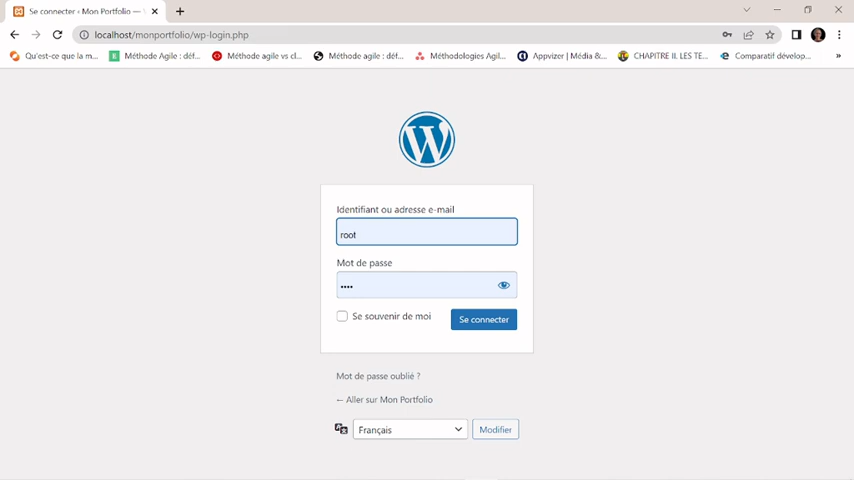 Se connecter ‹ Mon Portfolio —
localhost/monportfolio/wp-login.php
Qu'est-ce que la m...
Méthode Agile : déf...
Méthode agile vs cl...
Méthode agile : déf...
Méthodologies Agil...
Appvizer | Média &...
CHAPITRE II. LES TE...
Comparatif dévelop...
»
Identifiant ou adresse e-mail
root
Mot de passe
••••
Se souvenir de moi
Se connecter
Mot de passe oublié ?
← Aller sur Mon Portfolio
Français
Modifier